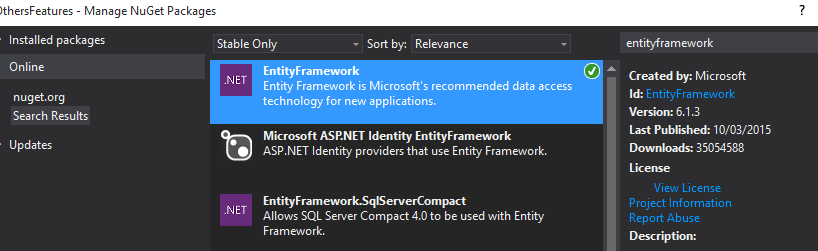 OthersFeatures - Manage NuGet Packages ?
Installed packages
Online
nuget.org
Search Results
Updates
Stable Only Sort by: Relevance
.NET EntityFramework
Entity Framework is Microsoft's recommended data access
technology for new applications.
Microsoft ASP.NET Identity EntityFramework
ASP.NET Identity providers that use Entity Framework.
.NET EntityFramework.SqlServerCompact
Allows SQL Server Compact 4.0 to be used with Entity
Framework.
entityframework
Created by: Microsoft
Id: EntityFramework
Version: 6.1.3
Last Published: 10/03/2015
Downloads: 35054588
License
View License
Project Information
Report Abuse
Description: